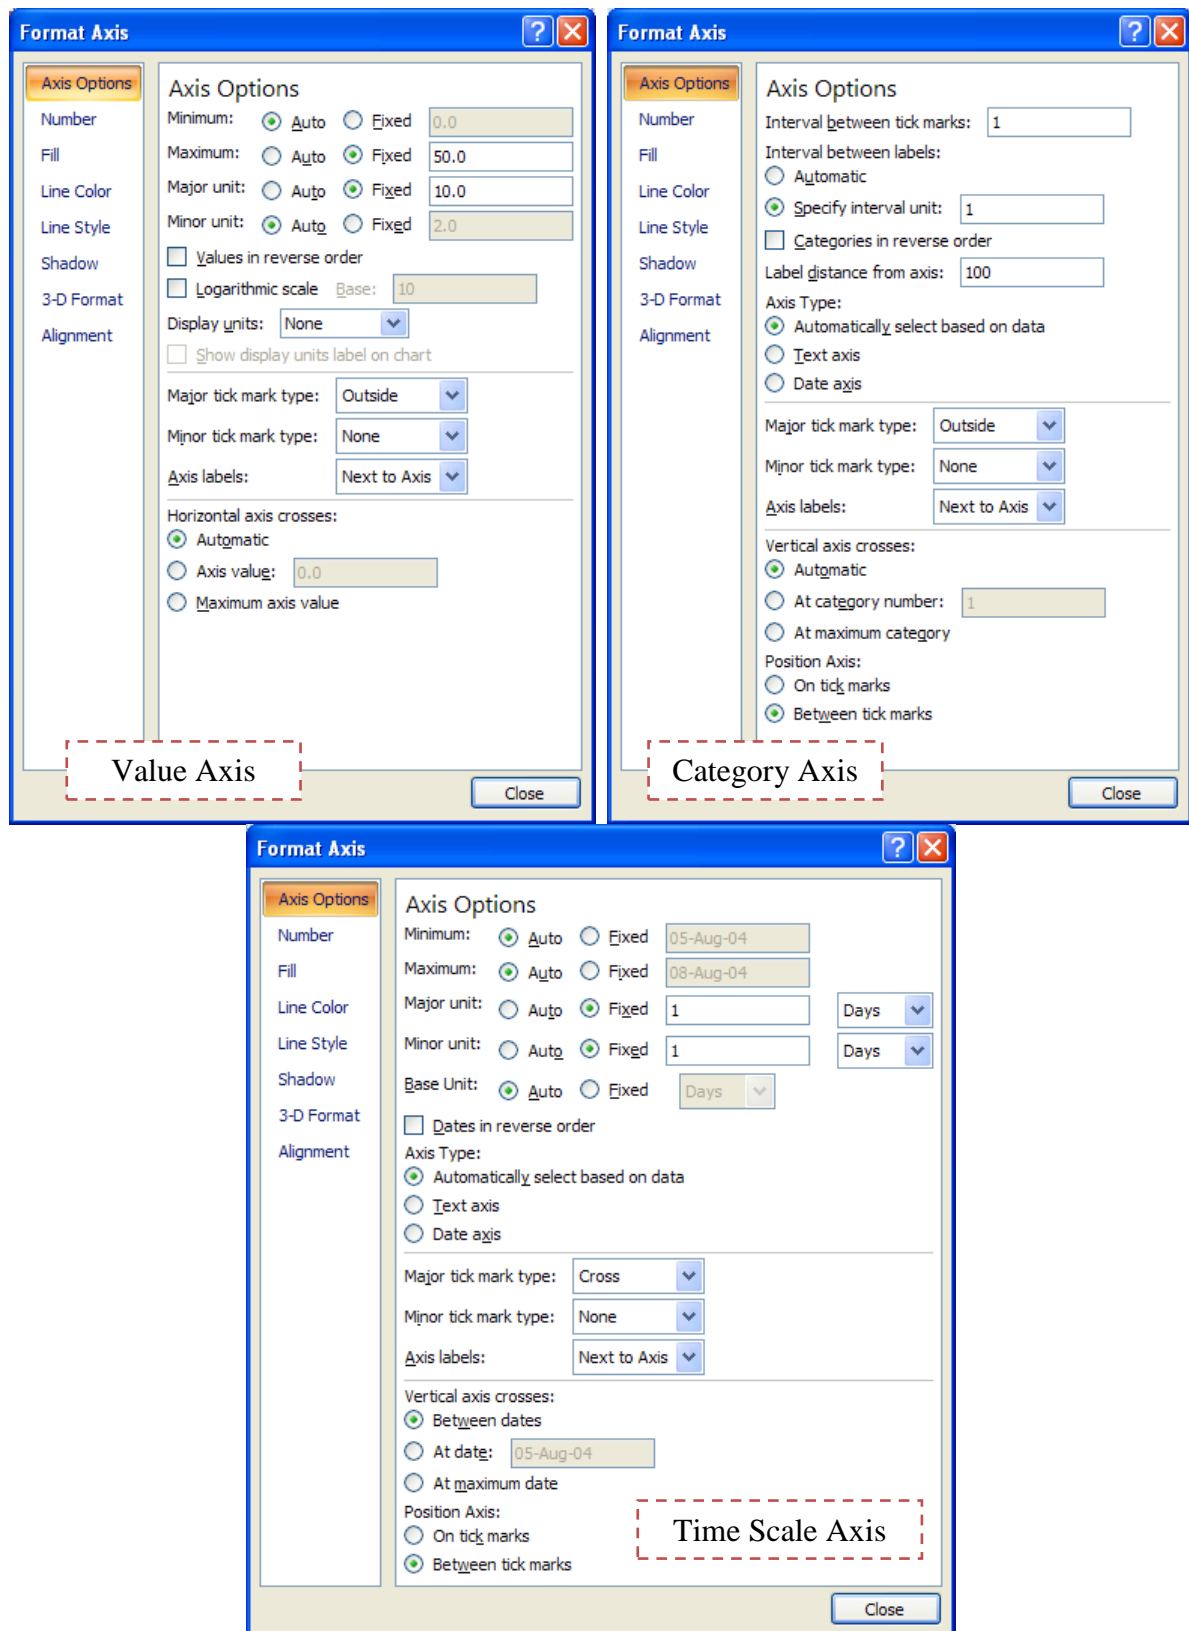 Format Axis
Axis Options
Number
Fill
Line Color
Line Style
Shadow
3-D Format
Alignment
Axis Options
Minimum: Auto Fixed 0.0
Maximum: Auto Fixed 50.0
Major unit: Auto Fixed 10.0
Minor unit: Auto Fixed 2.0
Values in reverse order
Logarithmic scale Base: 10
Display units: None
Show display units label on chart
Major tick mark type: Outside
Minor tick mark type: None
Axis labels: Next to Axis
Horizontal axis crosses:
Automatic
Axis value: 0.0
Maximum axis value
Value Axis
Close
Format Axis
Axis Options
Number
Fill
Line Color
Line Style
Shadow
3-D Format
Alignment
Axis Options
Interval between tick marks: 1
Interval between labels:
Automatic
Specify interval unit: 1
Categories in reverse order
Label distance from axis: 100
Axis Type:
Automatically select based on data
Text axis
Date axis
Major tick mark type: Outside
Minor tick mark type: None
Axis labels: Next to Axis
Vertical axis crosses:
Automatic
At category number: 1
At maximum category
Position Axis:
On tick marks
Between tick marks
Category Axis
Close
Format Axis
Axis Options
Number
Fill
Line Color
Line Style
Shadow
3-D Format
Alignment
Axis Options
Minimum: Auto Fixed 05-Aug-04
Maximum: Auto Fixed 08-Aug-04
Major unit: Auto Fixed 1 Days
Minor unit: Auto Fixed 1 Days
Base Unit: Auto Fixed Days
Dates in reverse order
Axis Type:
Automatically select based on data
Text axis
Date axis
Major tick mark type: Cross
Minor tick mark type: None
Axis labels: Next to Axis
Vertical axis crosses:
Between dates
At date: 05-Aug-04
At maximum date
Position Axis:
On tick marks
Between tick marks
Time Scale Axis
Close